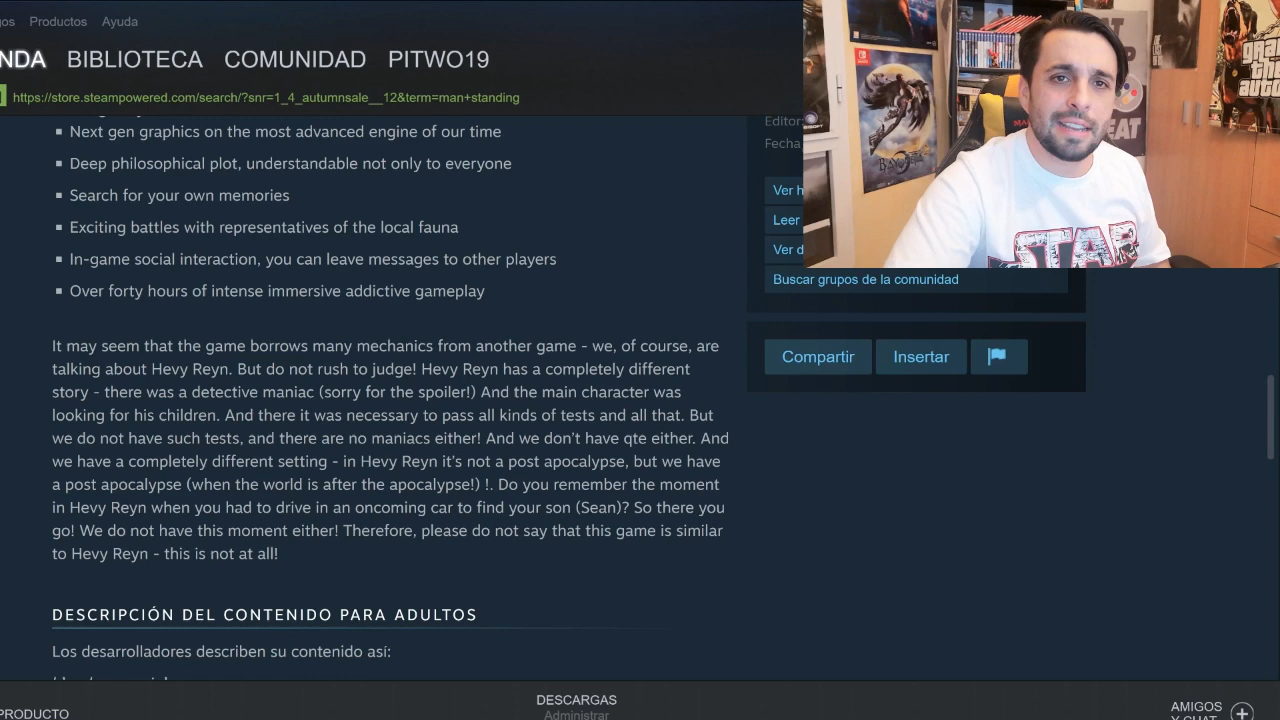 Productos Ayuda
BIBLIOTECA COMUNIDAD PITWO19
https://store.steampowered.com/search/?snr=1_4_autumnsale__12&term=man+standing
▪ Next gen graphics on the most advanced engine of our time
▪ Deep philosophical plot, understandable not only to everyone
▪ Search for your own memories
▪ Exciting battles with representatives of the local fauna
▪ In-game social interaction, you can leave messages to other players
▪ Over forty hours of intense immersive addictive gameplay
It may seem that the game borrows many mechanics from another game - we, of course, are
talking about Hevy Reyn. But do not rush to judge! Hevy Reyn has a completely different
story - there was a detective maniac (sorry for the spoiler!) And the main character was
looking for his children. And there it was necessary to pass all kinds of tests and all that. But
we do not have such tests, and there are no maniacs either! And we don't have qte either. And
we have a completely different setting - in Hevy Reyn it's not a post apocalypse, but we have
a post apocalypse (when the world is after the apocalypse!) !. Do you remember the moment
in Hevy Reyn when you had to drive in an oncoming car to find your son (Sean)? So there you
go! We do not have this moment either! Therefore, please do not say that this game is similar
to Hevy Reyn - this is not at all!
DESCRIPCIÓN DEL CONTENIDO PARA ADULTOS
Los desarrolladores describen su contenido así:
Editor:
Fecha
Ver
Leer
Ver
Buscar grupos de la comunidad
Compartir Insertar
BAYONETTA
STAR
PRODUCTO
DESCARGAS
Administrar
AMIGOS
Y CHAT